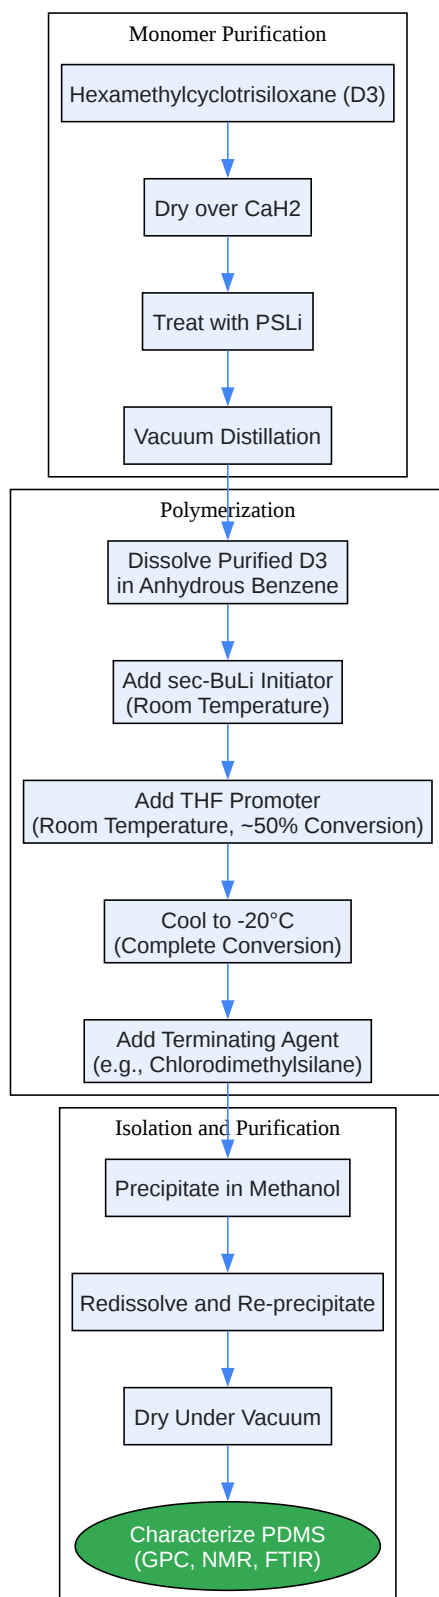 Monomer Purification
Hexamethylcyclotrisiloxane (D3)
Dry over CaH2
Treat with PSLi
Vacuum Distillation
Polymerization
Dissolve Purified D3
in Anhydrous Benzene
Add sec-BuLi Initiator
(Room Temperature)
Add THF Promoter
(Room Temperature, ~50% Conversion)
Cool to -20°C
(Complete Conversion)
Add Terminating Agent
(e.g., Chlorodimethylsilane)
Isolation and Purification
Precipitate in Methanol
Redissolve and Re-precipitate
Dry Under Vacuum
Characterize PDMS
(GPC, NMR, FTIR)